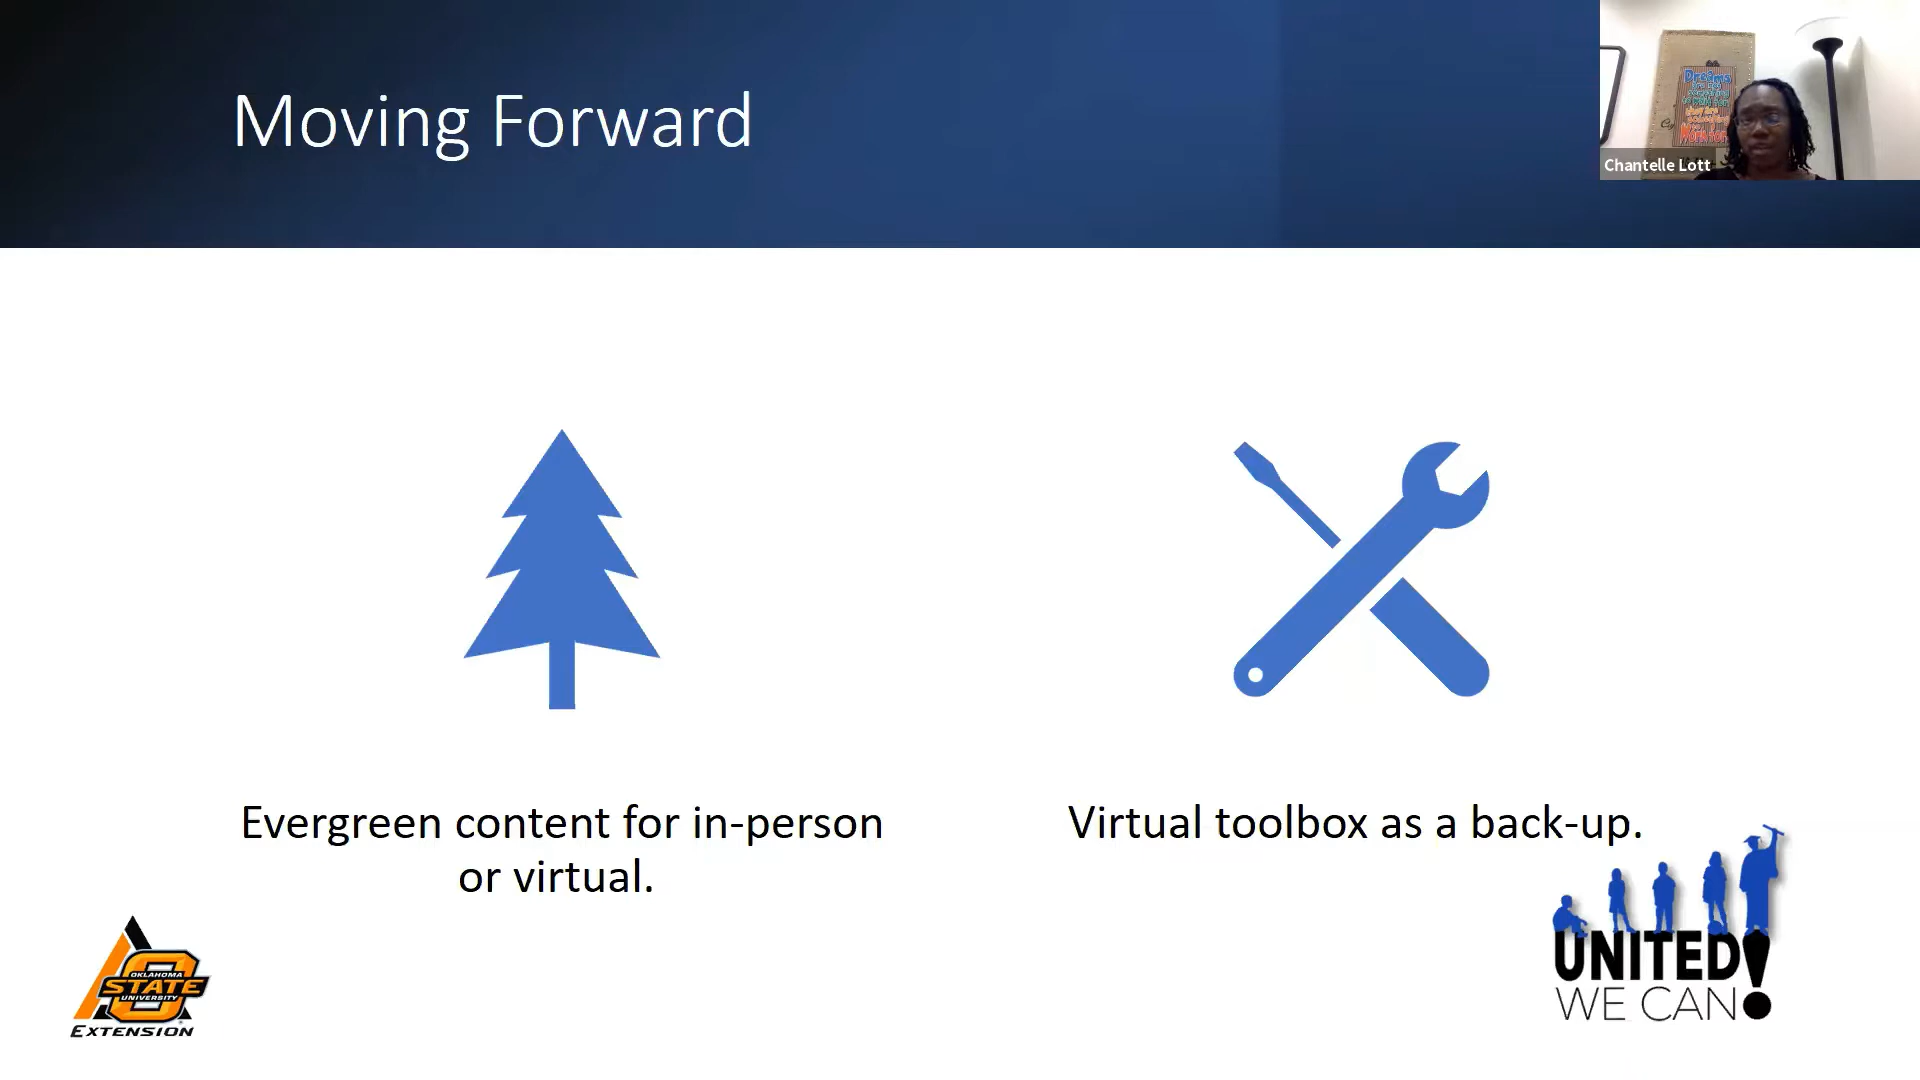 Moving Forward
Dreams
Chantelle Lott
Evergreen content for in-person
or virtual.
Virtual toolbox as a back-up.
OKLAHOMA
STATE
UNIVERSITY
EXTENSION
UNITED!
WE CAN